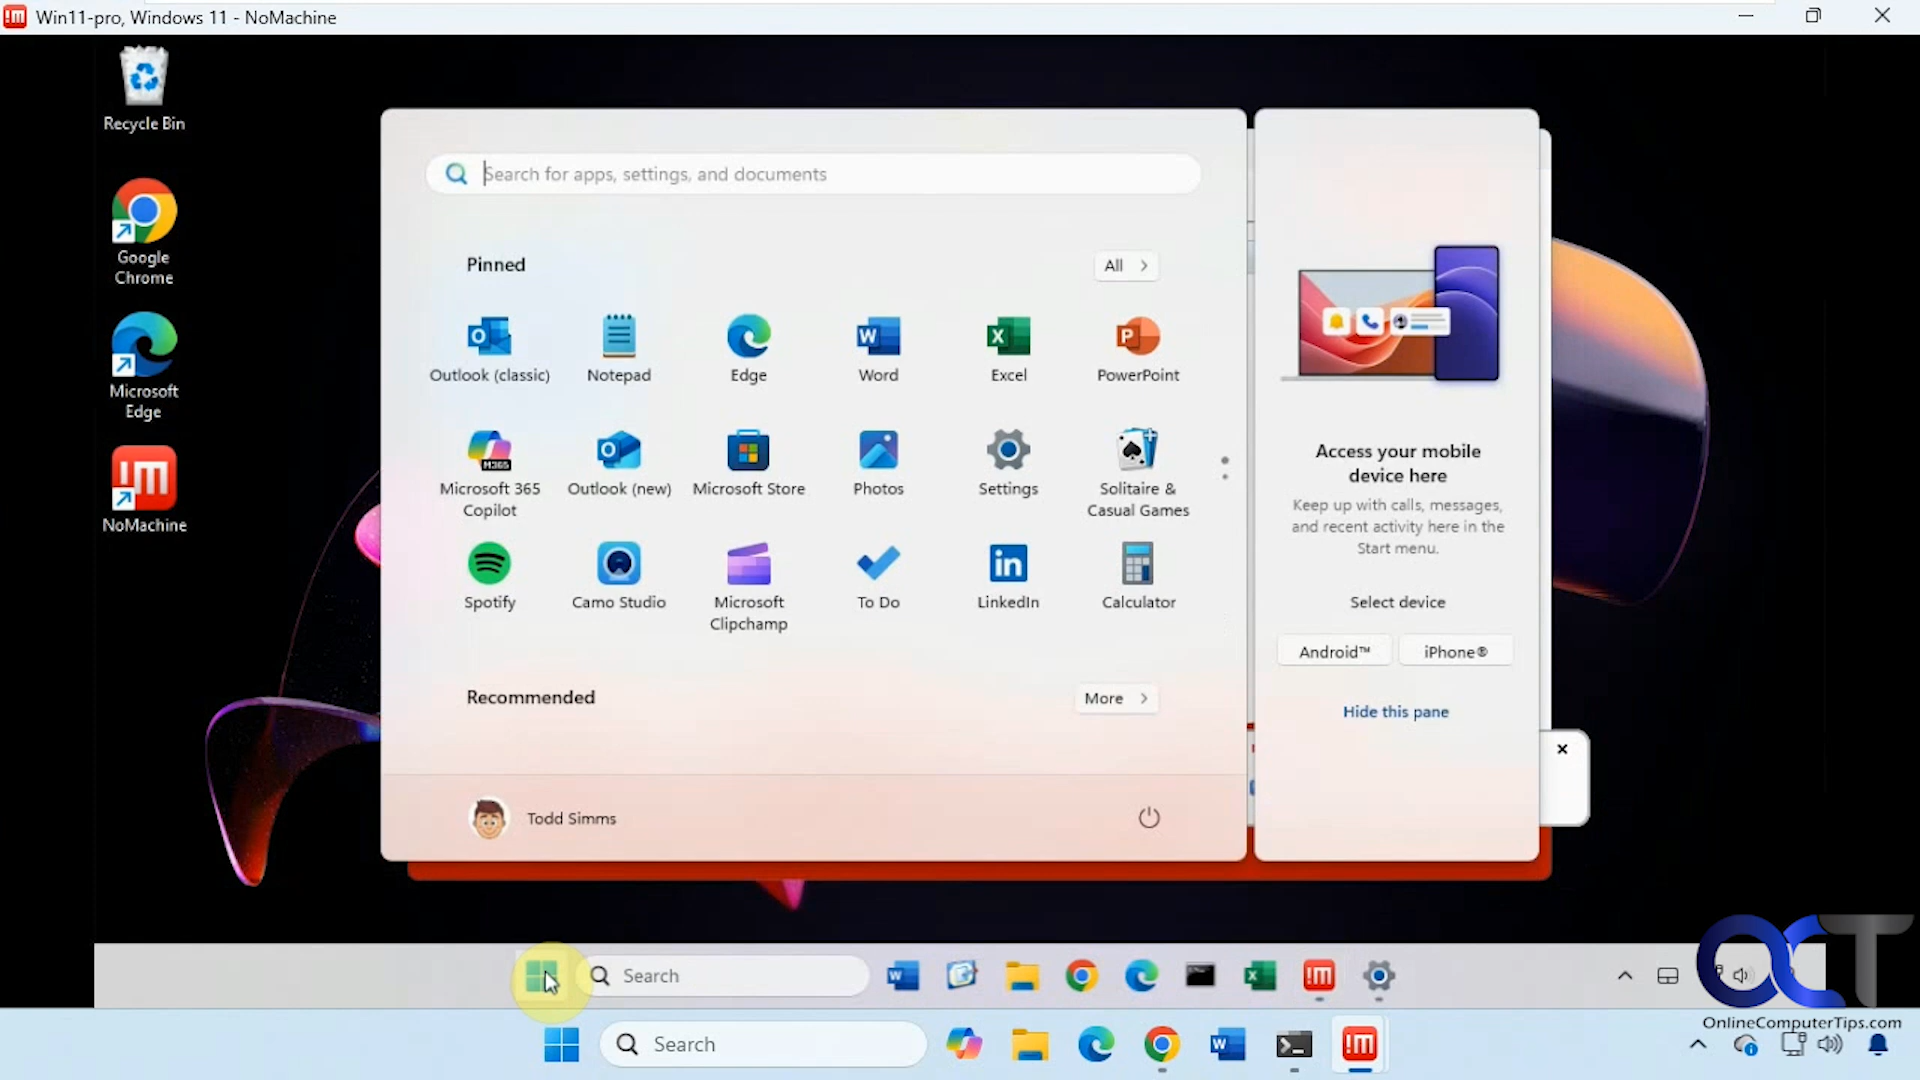 Win11-pro, Windows 11 - NoMachine
Recycle Bin
Google
Chrome
Microsoft
Edge
NoMachine
Search for apps, settings, and documents
Pinned
All
Outlook (classic)
Notepad
Edge
Word
Excel
PowerPoint
Microsoft 365
Copilot
Outlook (new)
Microsoft Store
Photos
Settings
Solitaire &
Casual Games
Spotify
Camo Studio
Microsoft
Clipchamp
To Do
LinkedIn
Calculator
Recommended
More
Todd Simms
Access your mobile
device here
Keep up with calls, messages,
and recent activity here in the
Start menu.
Select device
Android™
iPhone®
Hide this pane
Search
OCT
OnlineComputerTips.com
Search